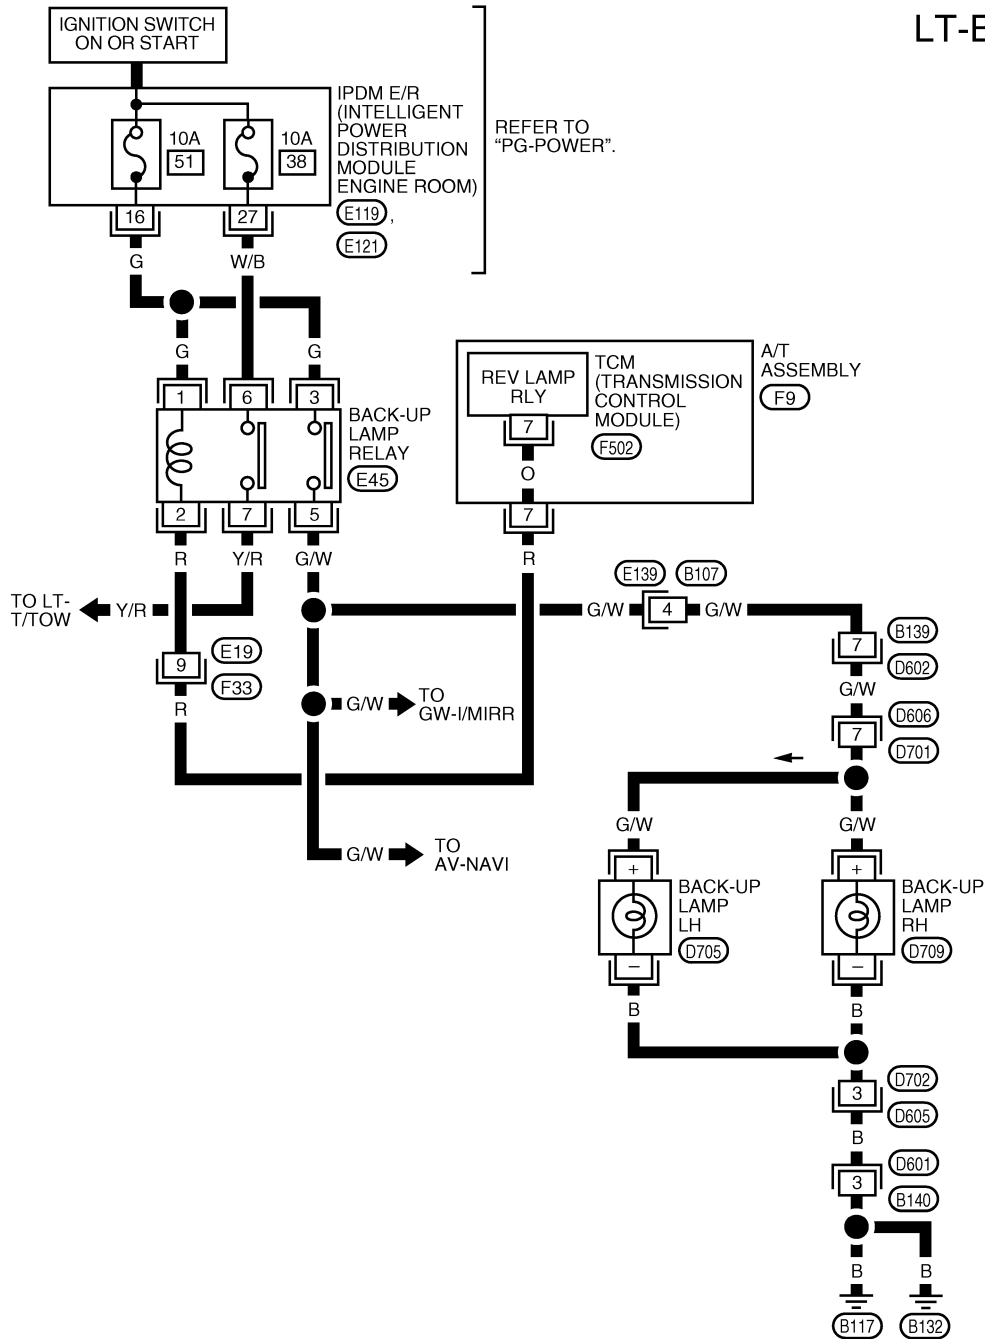 LT-B
IGNITION SWITCH
ON OR START
IPDM E/R
(INTELLIGENT
POWER
DISTRIBUTION
MODULE
ENGINE ROOM)
E119 ,
E121
REFER TO
“PG-POWER”.
10A
51
10A
38
16
27
G
W/B
G
G
1
6
3
BACK-UP
LAMP
RELAY
E45
2
7
5
R
Y/R
G/W
REV LAMP
RLY
TCM
(TRANSMISSION
CONTROL
MODULE)
F502
A/T
ASSEMBLY
F9
7
O
7
R
TO LT-
T/TOW
Y/R
9
E19
F33
R
G/W
TO
GW-I/MIRR
G/W
TO
AV-NAVI
E139
B107
G/W
4
G/W
7
B139
D602
G/W
7
D606
D701
G/W
G/W
+
+
BACK-UP
LAMP
LH
D705
BACK-UP
LAMP
RH
D709
–
–
B
B
3
D702
D605
B
3
D601
B140
B
B
B117
B132